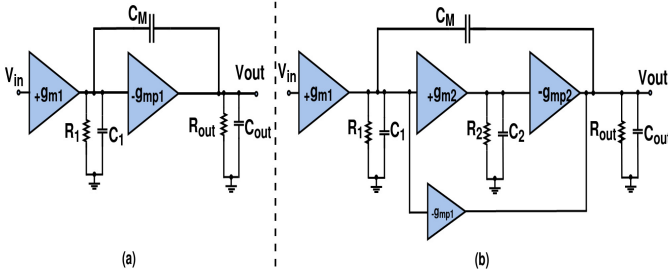 C_M
V_in
+g_m1
-g_mp1
Vout
R_1
C_1
R_out
C_out
(a)
C_M
V_in
+g_m1
+g_m2
-g_mp2
Vout
R_1
C_1
R_2
C_2
R_out
C_ou
-g_mp1
(b)